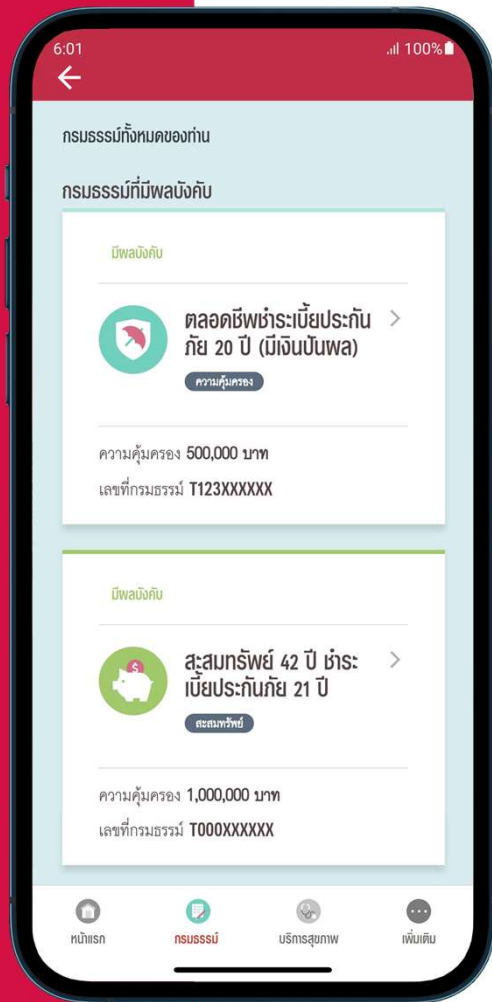 6:01
100%
กรมธรรม์ทั้งหมดของท่าน
กรมธรรม์ที่มีผลบังคับ
มีผลบังคับ
ตลอดชีพชำระเบี้ยประกัน
ภัย 20 ปี (มีเงินปันผล)
ความคุ้มครอง
ความคุ้มครอง 500,000 บาท
เลขที่กรมธรรม์ T123XXXXXX
มีผลบังคับ
สะสมทรัพย์ 42 ปี ชำระ
เบี้ยประกันภัย 21 ปี
สะสมทรัพย์
ความคุ้มครอง 1,000,000 บาท
เลขที่กรมธรรม์ T000XXXXXX
หน้าแรก
กรมธรรม์
บริการสุขภาพ
เพิ่มเติม